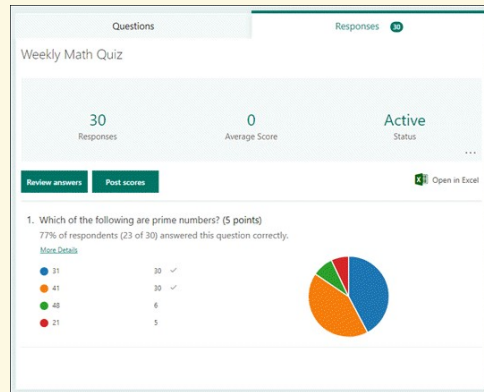 Questions
Responses 30
Weekly Math Quiz
30
Responses
0
Average Score
Active
Status
...
Review answers
Post scores
Open in Excel
1. Which of the following are prime numbers? (5 points)
77% of respondents (23 of 30) answered this question correctly.
More Details
31 30 ✓
41 30 ✓
48 6
21 5